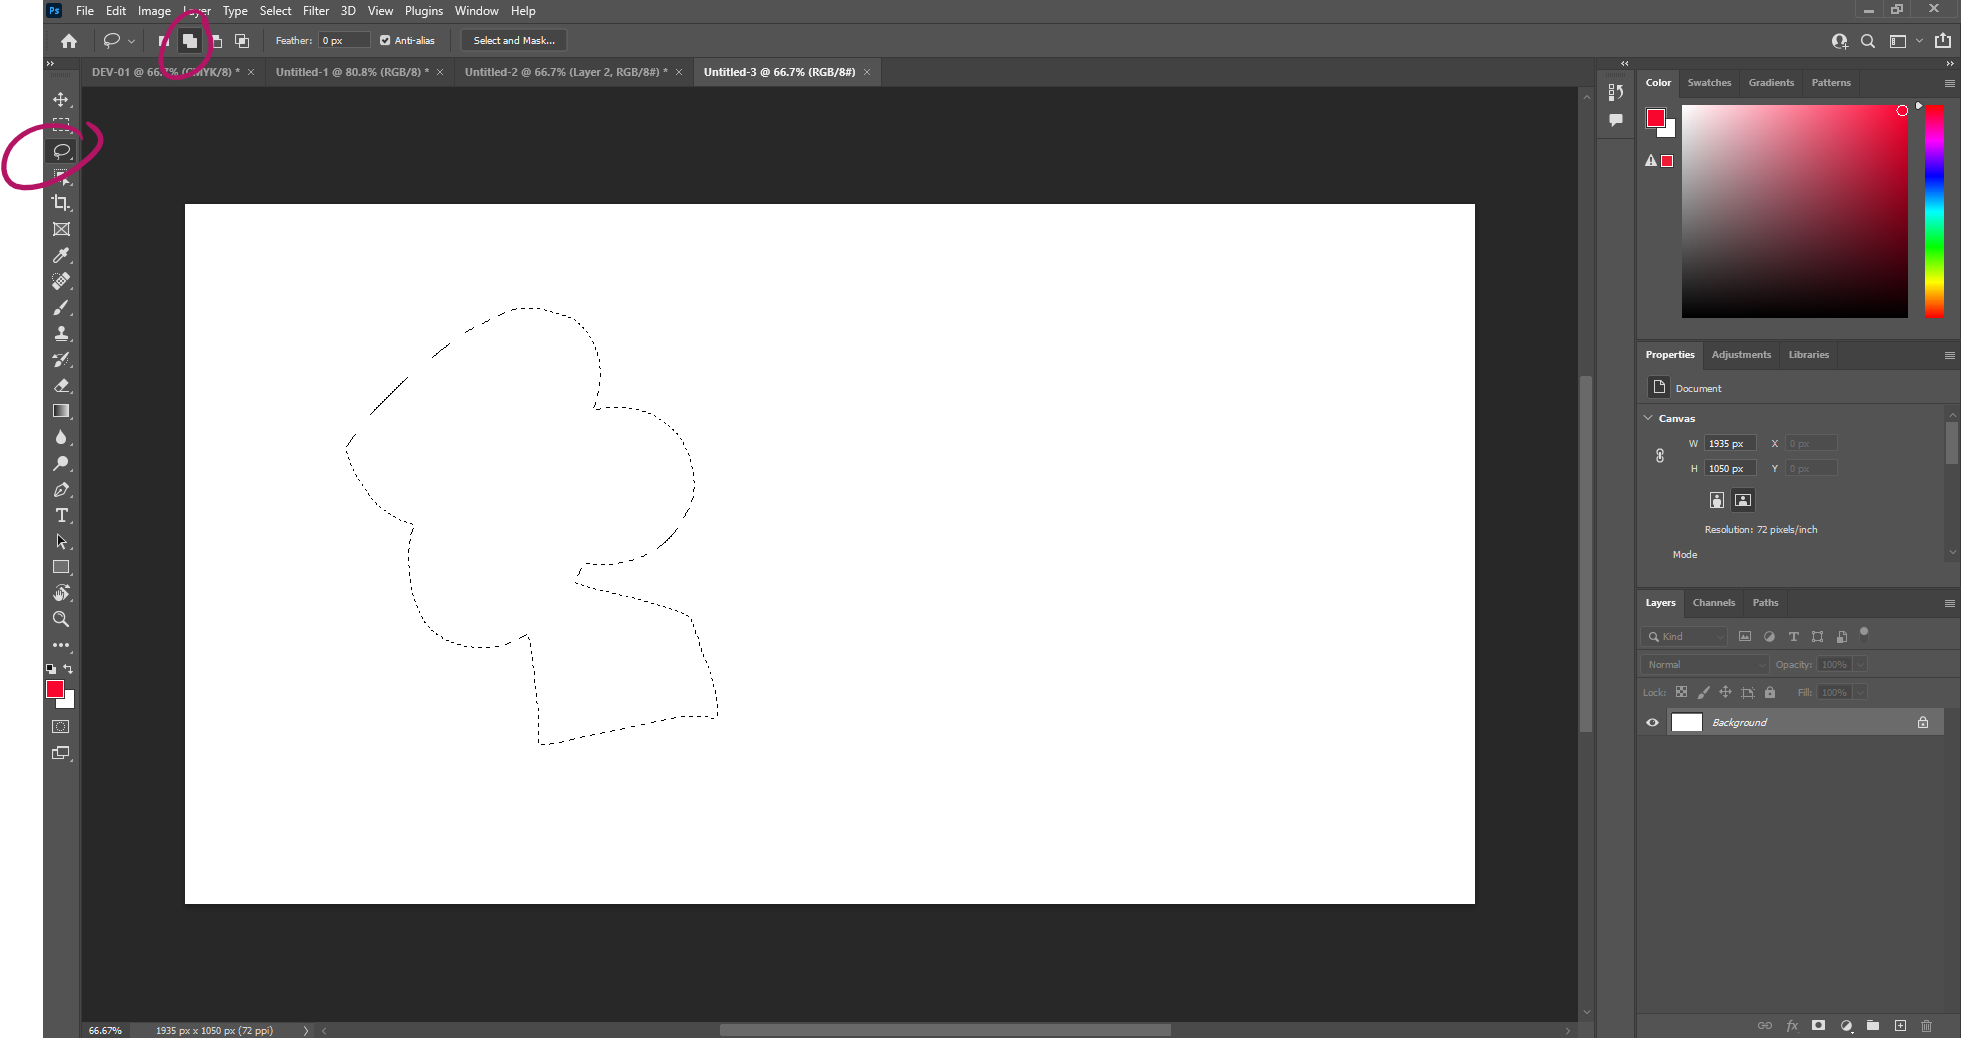 Ps File Edit Image Layer Type Select Filter 3D View Plugins Window Help
Feather: 0 px Anti-alias Select and Mask...
DEV-01 @ 66.7% (CMYK/8) * × Untitled-1 @ 80.8% (RGB/8) * × Untitled-2 @ 66.7% (Layer 2, RGB/8#) * × Untitled-3 @ 66.7% (RGB/8#) ×
Color Swatches Gradients Patterns
Properties Adjustments Libraries
Document
Canvas
W 1935 px X 0 px
H 1050 px Y 0 px
Resolution: 72 pixels/inch
Mode
Layers Channels Paths
Kind
Normal Opacity: 100%
Lock: Fill: 100%
Background
fx
66.67% 1935 px x 1050 px (72 ppi)